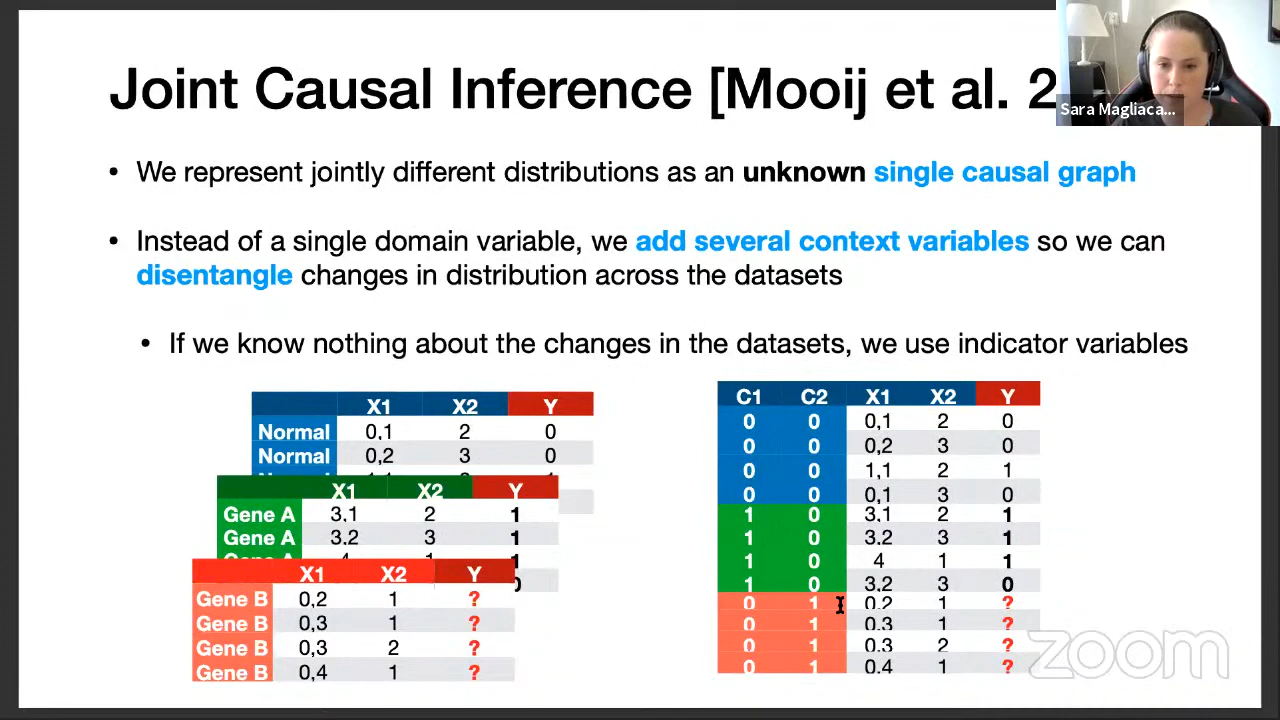 Joint Causal Inference [Mooij et al. 2
Sara Magliaca...
• We represent jointly different distributions as an unknown single causal graph
• Instead of a single domain variable, we add several context variables so we can
disentangle changes in distribution across the datasets
• If we know nothing about the changes in the datasets, we use indicator variables
X1 X2 Y
Normal 0,1 2 0
Normal 0,2 3 0
X1 X2 Y
Gene A 3,1 2 1
Gene A 3,2 3 1
Gene A 4 1 1
0
X1 X2 Y
Gene B 0,2 1 ?
Gene B 0,3 1 ?
Gene B 0,3 2 ?
Gene B 0,4 1 ?
C1 C2 X1 X2 Y
0 0 0,1 2 0
0 0 0,2 3 0
0 0 1,1 2 1
0 0 0,1 3 0
1 0 3,1 2 1
1 0 3,2 3 1
1 0 4 1 1
1 0 3,2 3 0
0 1 0,2 1 ?
0 1 0,3 1 ?
0 1 0,3 2 ?
0 1 0,4 1 ?
zoom